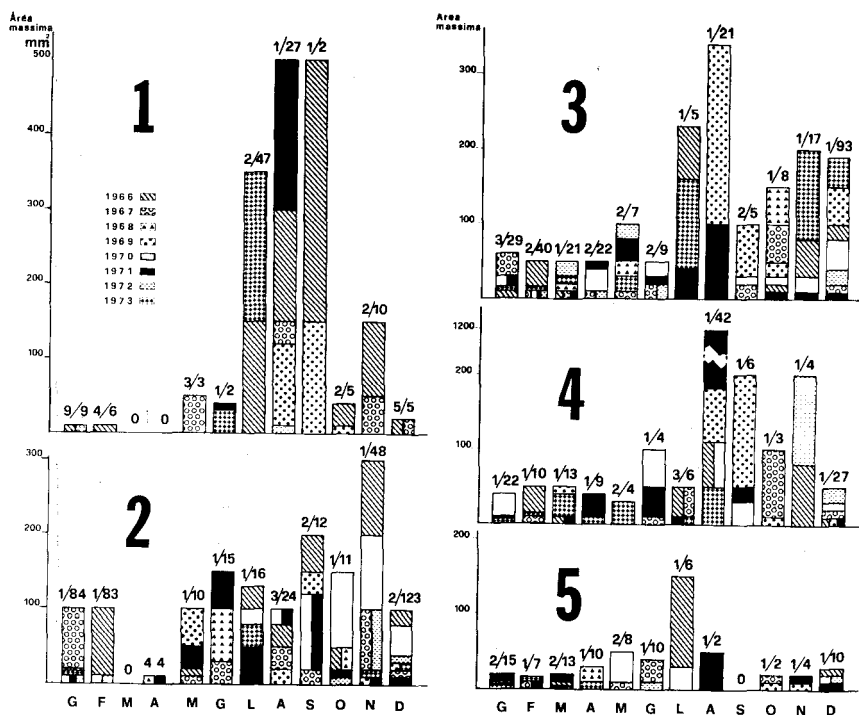 Área
massima
mm²
500
400
300
200
100
1
1966
1967
1968
1969
1970
1971
1972
1973
9/9 4/6 0 0 3/3 1/2 2/47 1/27 1/2 2/5 2/10 5/5
300
200
100
2
1/84 1/83 0 4 4 1/10 1/15 1/16 3/24 2/12 1/11 1/48 2/123
G F M A M G L A S O N D
Area
massima
300
200
100
3
3/29 2/40 1/21 2/22 2/7 2/9 1/5 1/21 2/5 1/8 1/17 1/93
1200
200
100
4
1/22 1/10 1/13 1/9 2/4 1/4 3/6 1/42 1/6 1/3 1/4 1/27
200
100
5
2/15 1/7 2/13 1/10 2/8 1/10 1/6 1/2 0 1/2 1/4 1/10
G F M A M G L A S O N D